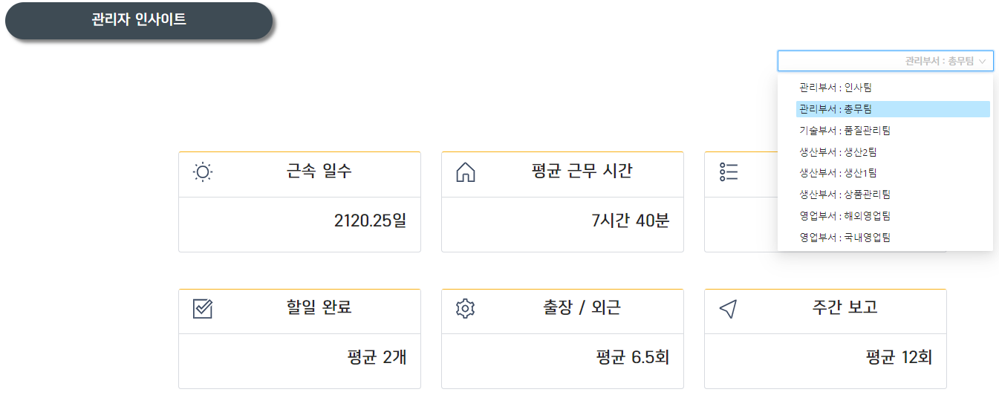 관리자 인사이트
관리부서 : 총무팀
관리부서 : 인사팀
관리부서 : 총무팀
기술부서 : 품질관리팀
생산부서 : 생산2팀
생산부서 : 생산1팀
생산부서 : 상품관리팀
영업부서 : 해외영업팀
영업부서 : 국내영업팀
근속 일수
평균 근무 시간
2120.25일
7시간 40분
할일 완료
출장 / 외근
주간 보고
평균 2개
평균 6.5회
평균 12회